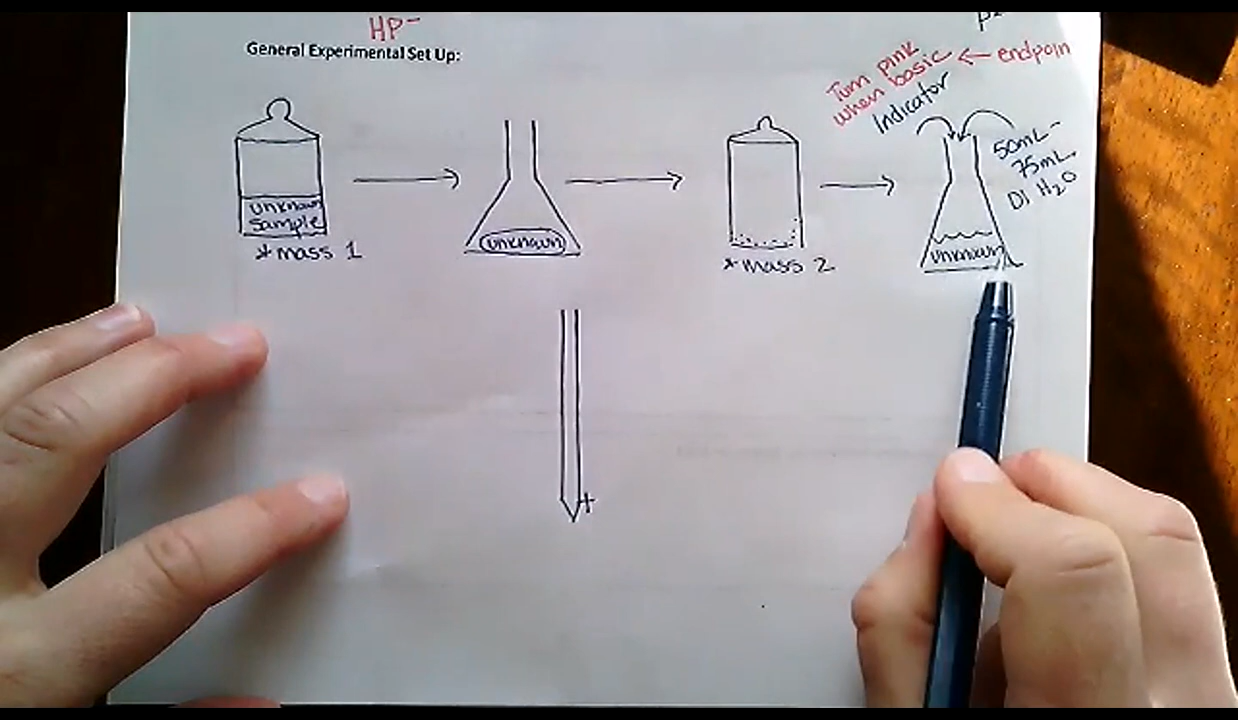 HP-
General Experimental Set Up:
Turn pink
when basic ← endpoin
Indicator
50mL-
75mL
DI H₂O
unknown
sample
*mass 1
unknown
*mass 2
unknown